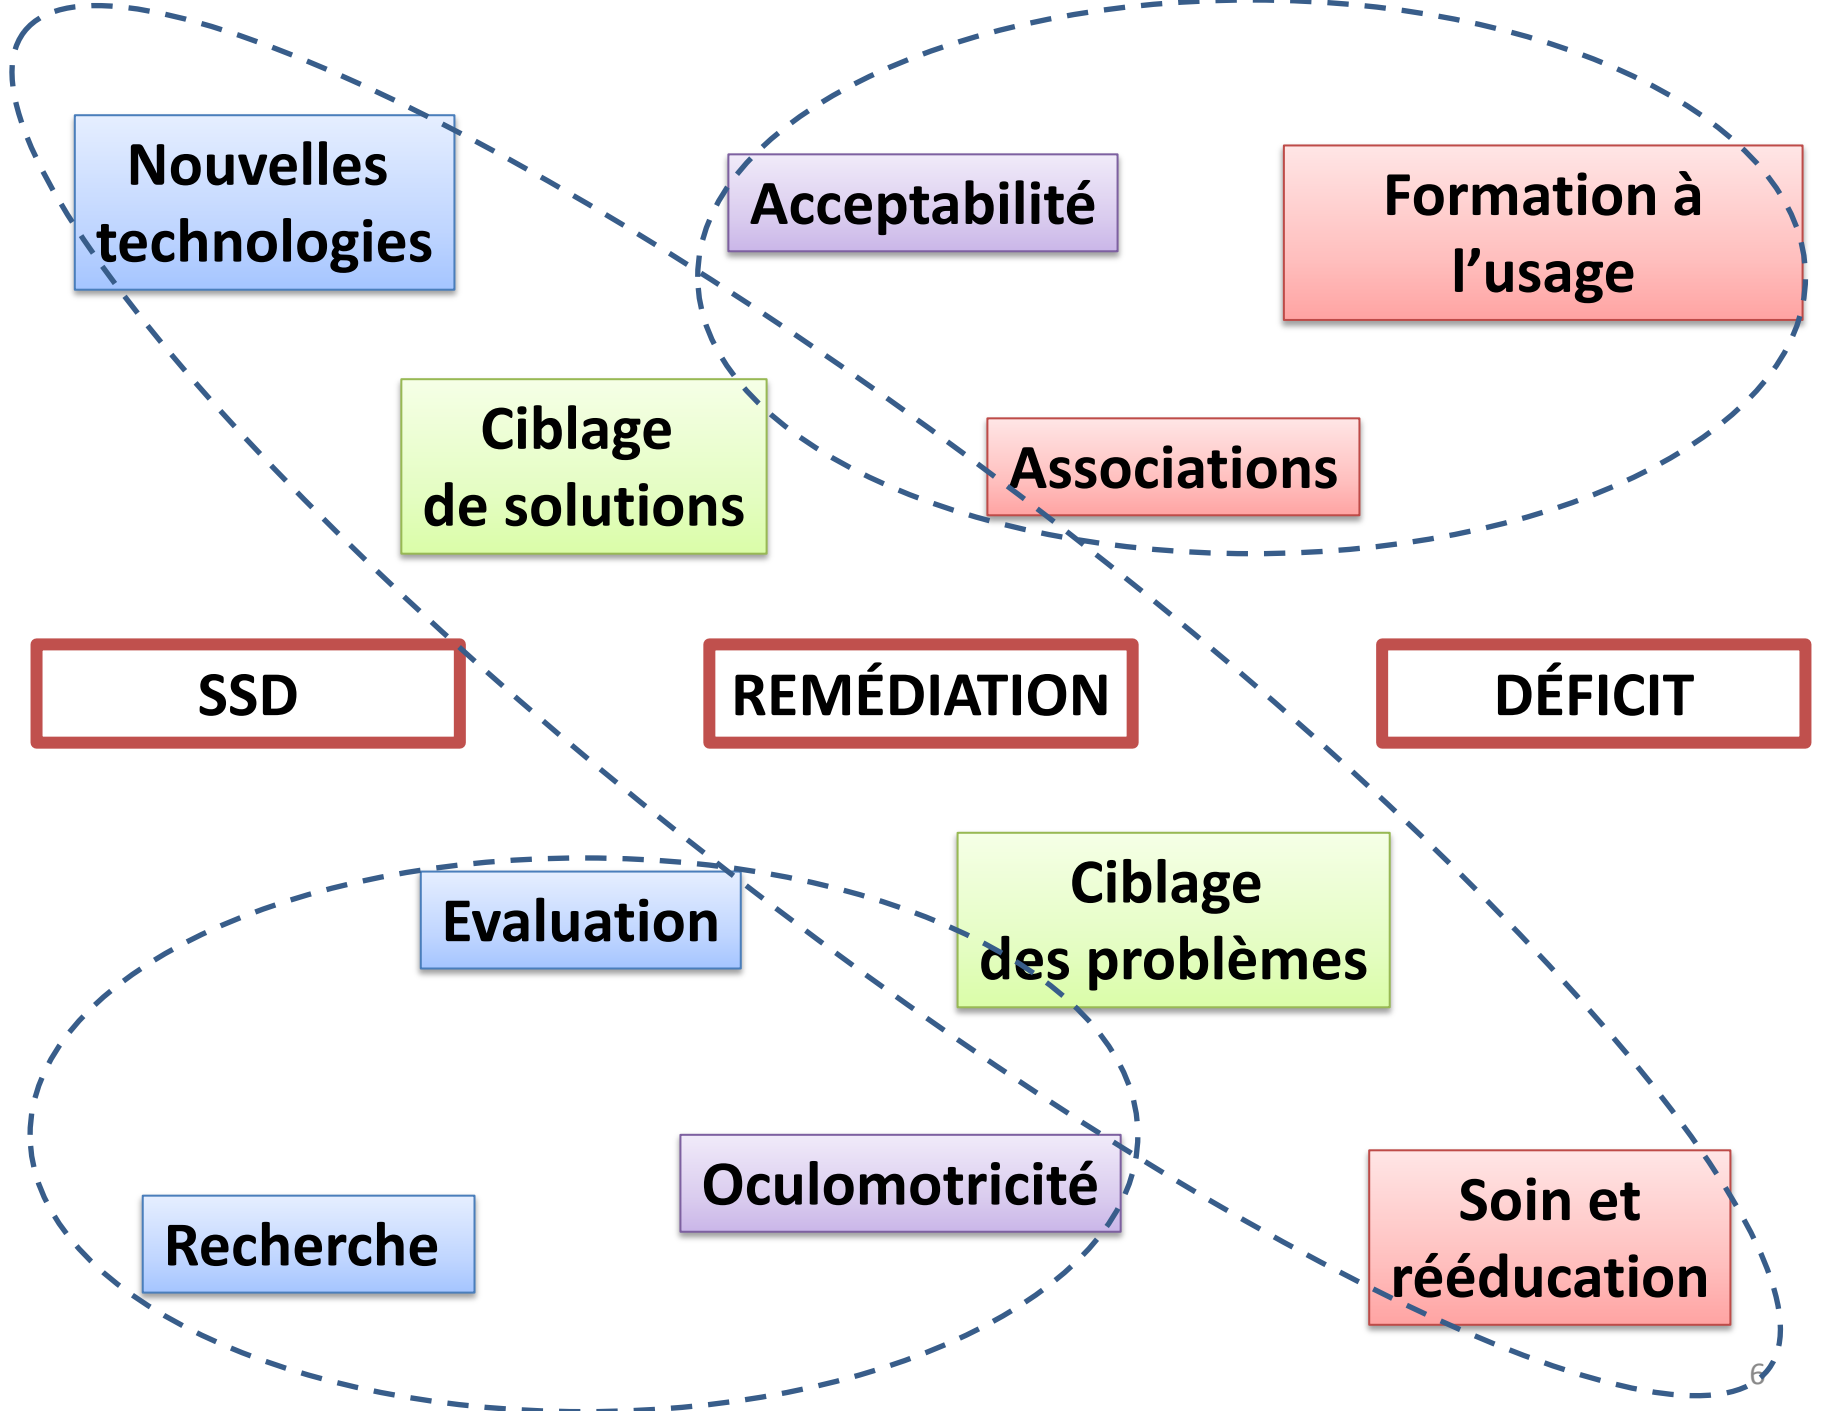 Nouvelles
technologies
Acceptabilité
Formation à
l’usage
Ciblage
de solutions
Associations
SSD
REMÉDIATION
DÉFICIT
Evaluation
Ciblage
des problèmes
Oculomotricité
Recherche
Soin et
rééducation
6